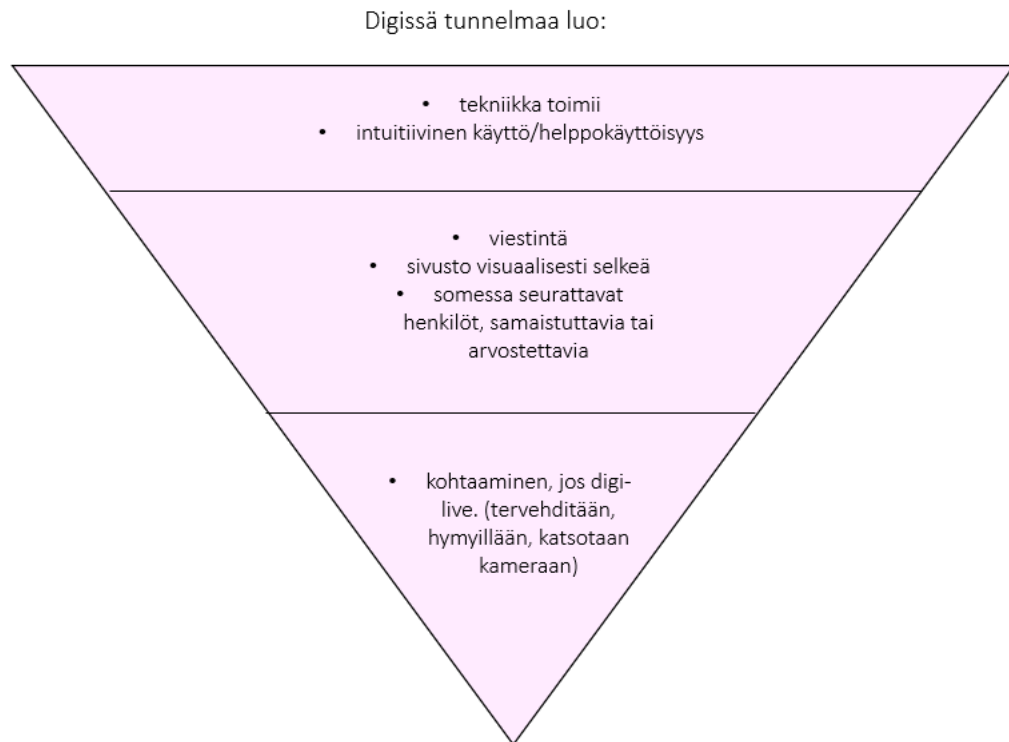 Digissä tunnelmaa luo:
• tekniikka toimii
• intuitiivinen käyttö/helppokäyttöisyys
• viestintä
• sivusto visuaalisesti selkeä
• somessa seurattavat
henkilöt, samaistuttavia tai
arvostettavia
• kohtaaminen, jos digi-
live. (tervehditään,
hymyillään, katsotaan
kameraan)